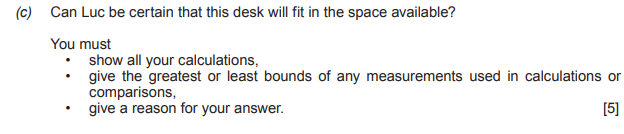 (c) Can Luc be certain that this desk will fit in the space available?
You must
• show all your calculations,
• give the greatest or least bounds of any measurements used in calculations or
comparisons,
• give a reason for your answer. [5]